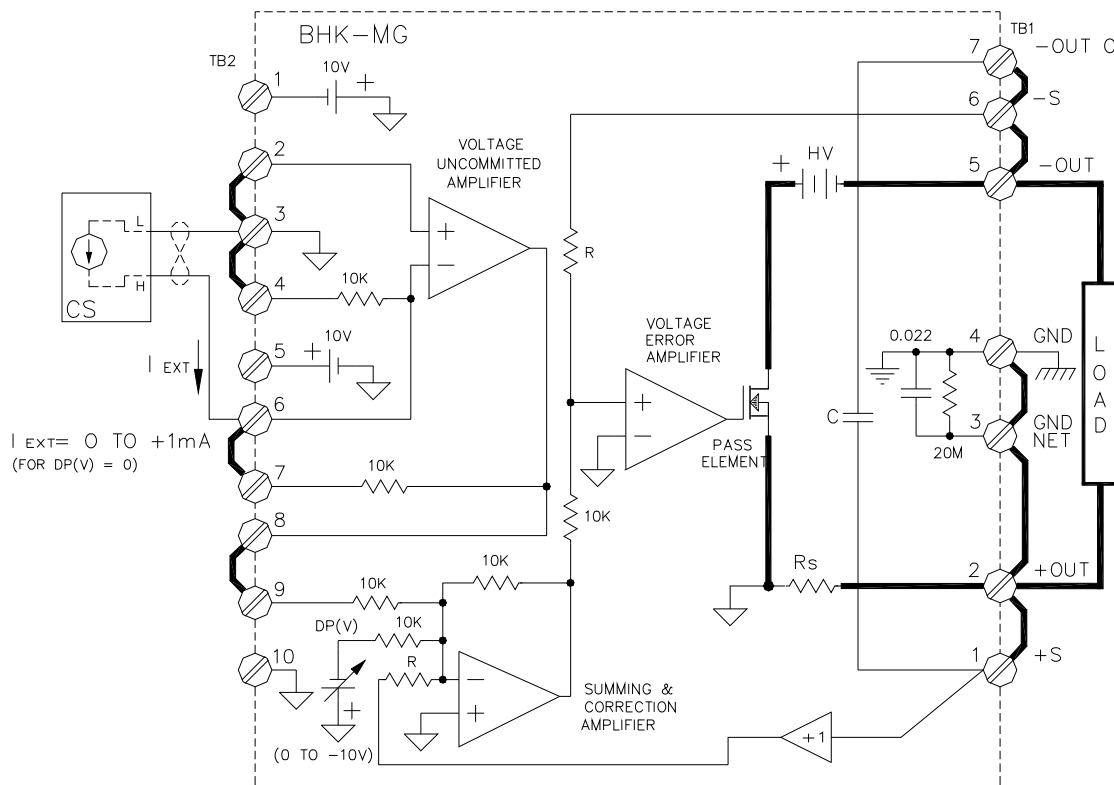 BHK-MG
TB2
TB1
1
10V
+
7
-OUT
6
-S
2
VOLTAGE
UNCOMMITTED
AMPLIFIER
+
HV
5
-OUT
3
L
+
-
R
4
10K
H
CS
5
+
10V
VOLTAGE
ERROR
AMPLIFIER
0.022
4
GND
LOAD
I EXT
6
+
-
C
3
GND
NET
20M
PASS
ELEMENT
I EXT= 0 TO +1mA
(FOR DP(V) = 0)
7
10K
10K
8
10K
Rs
2
+OUT
9
10K
DP(V)
10K
10
R
-
+
+
SUMMING &
CORRECTION
AMPLIFIER
1
+S
(0 TO -10V)
+1